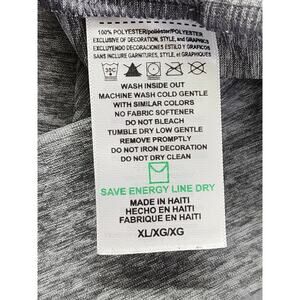 100% POLYESTER/poliéster/POLYESTER
EXCLUSIVE OF DECORATION, STYLE, and GRAPHICS
EXCLUYENDO DECORACIONES ESTILO Y GRAFICOS
SANS INCLURE GARNITURES, STYLE, et GRAPHIQUES
30°
WASH INSIDE OUT
MACHINE WASH COLD GENTLE
WITH SIMILAR COLORS
NO FABRIC SOFTENER
DO NOT BLEACH
TUMBLE DRY LOW GENTLE
REMOVE PROMPTLY
DO NOT IRON DECORATION
DO NOT DRY CLEAN
SAVE ENERGY LINE DRY
MADE IN HAITI
HECHO EN HAITI
FABRIQUE EN HAITI
XL/XG/XG